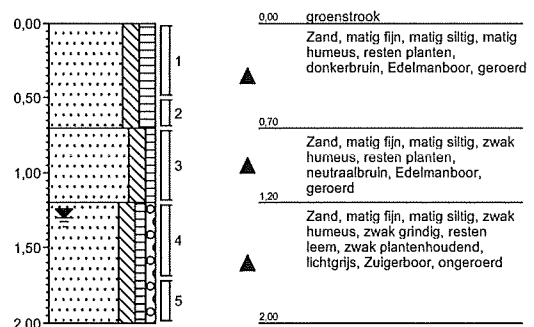 0,00
0,50
1,00
1,50
2,00
1
2
3
4
5
0,00 groenstrook
Zand, matig fijn, matig siltig, matig
humeus, resten planten,
donkerbruin, Edelmanboor, geroerd
0,70
Zand, matig fijn, matig siltig, zwak
humeus, resten planten,
neutraalbruin, Edelmanboor,
geroerd
1,20
Zand, matig fijn, matig siltig, zwak
humeus, zwak grindig, resten
leem, zwak plantenhoudend,
lichtgrijs, Zuigerboor, ongeroerd
2,00